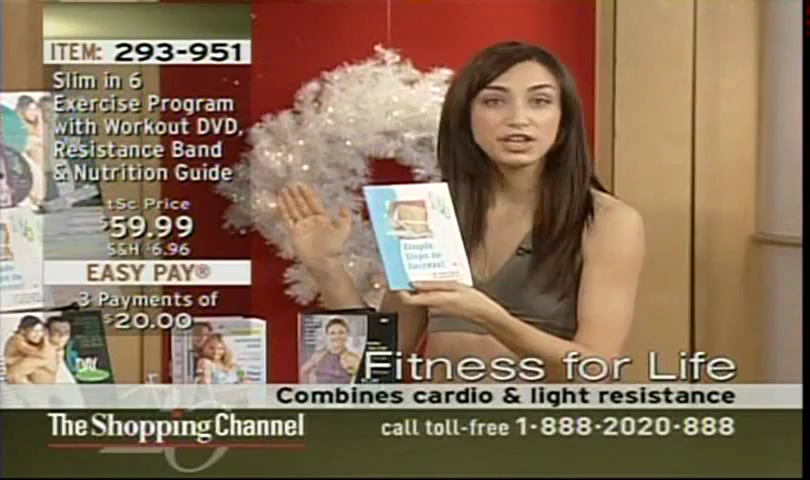 ITEM: 293-951
Slim in 6
Exercise Program
with Workout DVD,
Resistance Band
& Nutrition Guide
tSc Price
$59.99
S&H $6.96
EASY PAY®
3 Payments of
$20.00
Simple
Steps to
Success!
DAY
Fitness for Life
Combines cardio & light resistance
The Shopping Channel
call toll-free 1-888-2020-888